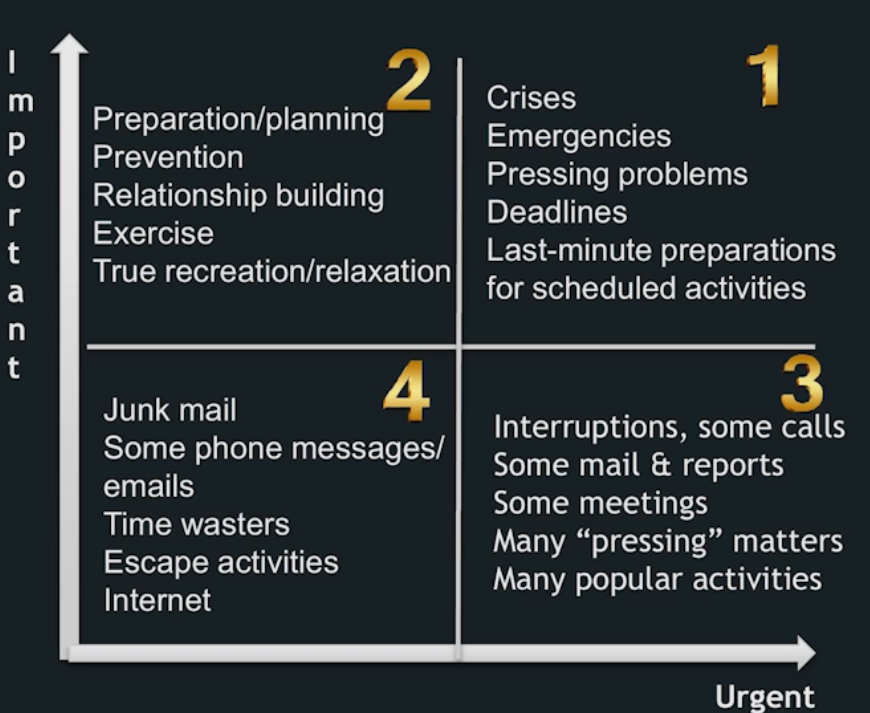 Important
2
Preparation/planning
Prevention
Relationship building
Exercise
True recreation/relaxation
1
Crises
Emergencies
Pressing problems
Deadlines
Last-minute preparations
for scheduled activities
4
Junk mail
Some phone messages/
emails
Time wasters
Escape activities
Internet
3
Interruptions, some calls
Some mail & reports
Some meetings
Many “pressing” matters
Many popular activities
Urgent